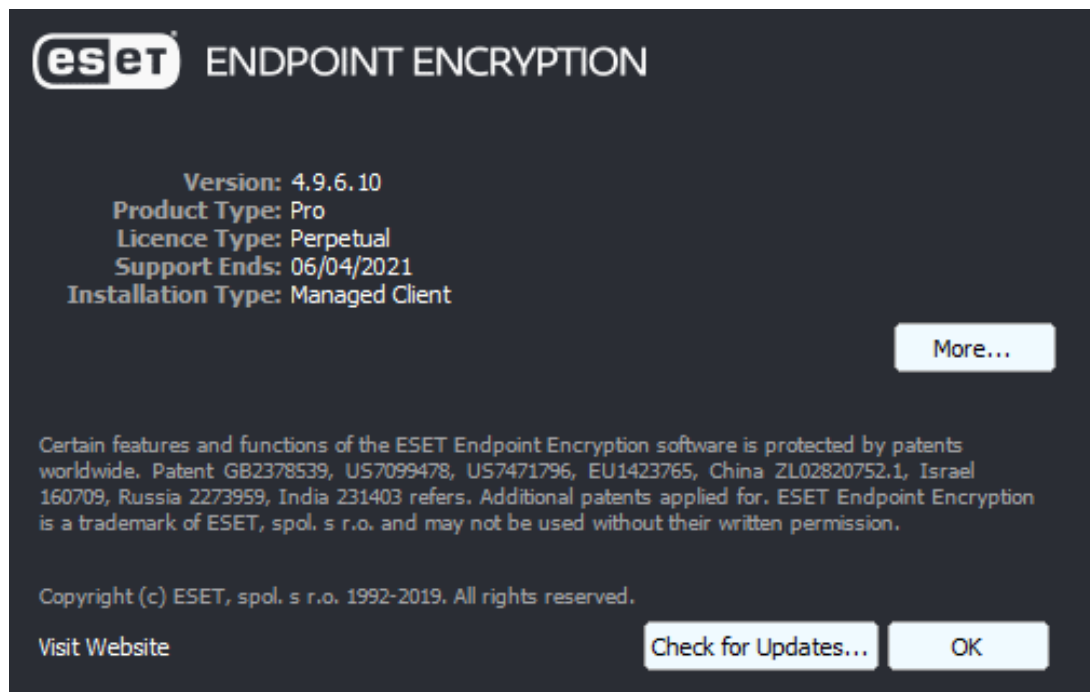 eset ENDPOINT ENCRYPTION
Version: 4.9.6.10
Product Type: Pro
Licence Type: Perpetual
Support Ends: 06/04/2021
Installation Type: Managed Client
More...
Certain features and functions of the ESET Endpoint Encryption software is protected by patents
worldwide. Patent GB2378539, US7099478, US7471796, EU1423765, China ZL02820752.1, Israel
160709, Russia 2273959, India 231403 refers. Additional patents applied for. ESET Endpoint Encryption
is a trademark of ESET, spol. s r.o. and may not be used without their written permission.
Copyright (c) ESET, spol. s r.o. 1992-2019. All rights reserved.
Visit Website
Check for Updates...
OK